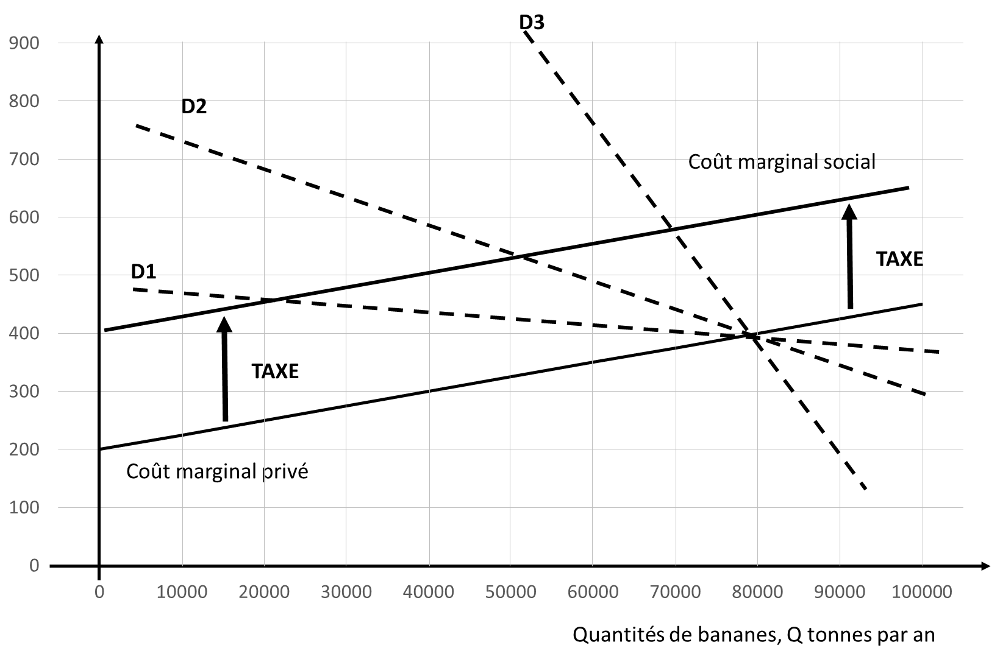 D3
900
800
D2
700
Coût marginal social
600
TAXE
500
D1
400
TAXE
300
200
Coût marginal privé
100
0
0 10000 20000 30000 40000 50000 60000 70000 80000 90000 100000
Quantités de bananes, Q tonnes par an